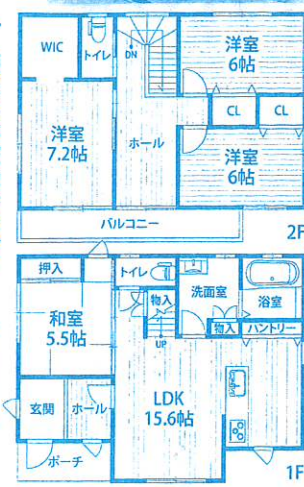 WIC
トイレ
DN
洋室
6帖
CL
CL
洋室
7.2帖
ホール
洋室
6帖
バルコニー
2F
押入
トイレ
物入
UP
洗面室
浴室
和室
5.5帖
物入
パントリー
玄関
ホール
LDK
15.6帖
ポーチ
1F